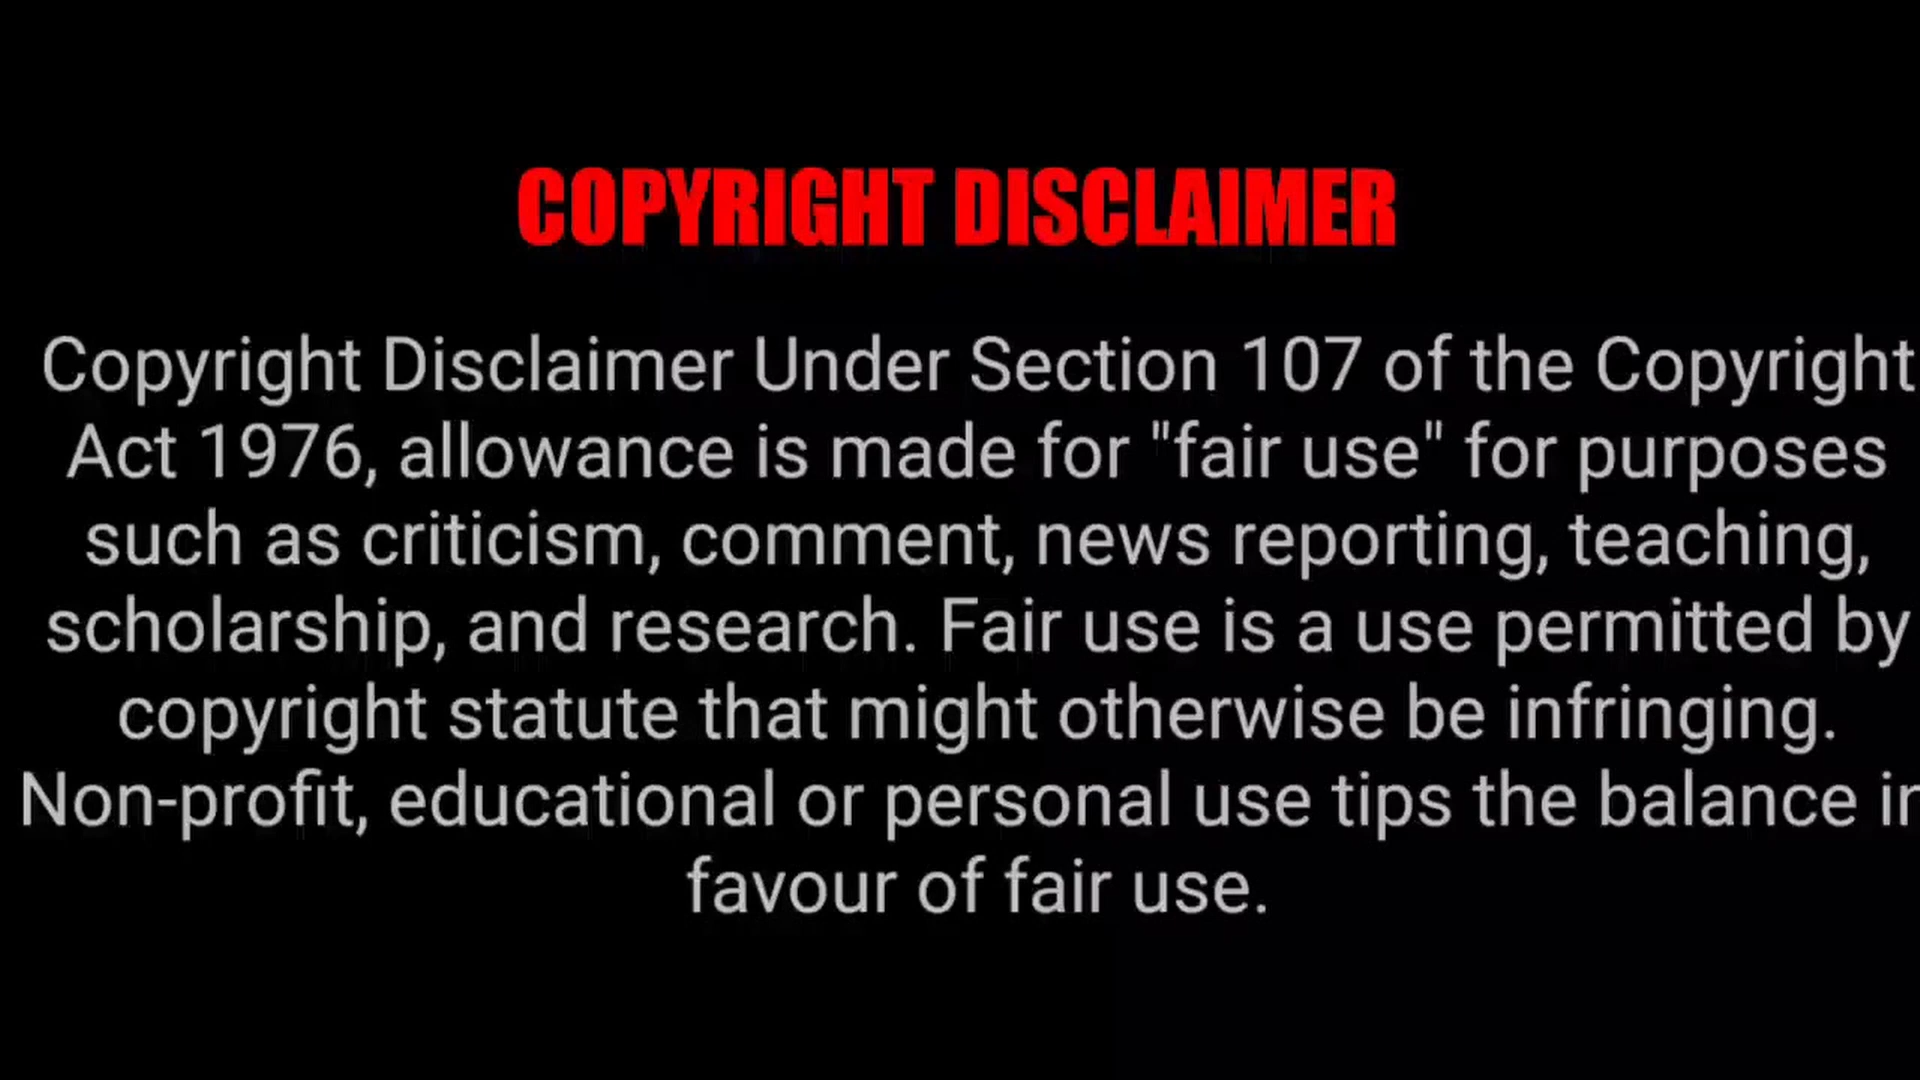 COPYRIGHT DISCLAIMER
Copyright Disclaimer Under Section 107 of the Copyright
Act 1976, allowance is made for "fair use" for purposes
such as criticism, comment, news reporting, teaching,
scholarship, and research. Fair use is a use permitted by
copyright statute that might otherwise be infringing.
Non-profit, educational or personal use tips the balance in
favour of fair use.